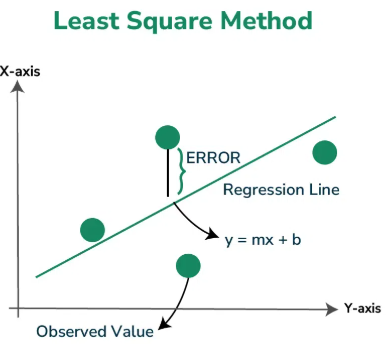 Least Square Method
X-axis
ERROR
Regression Line
y = mx + b
Y-axis
Observed Value